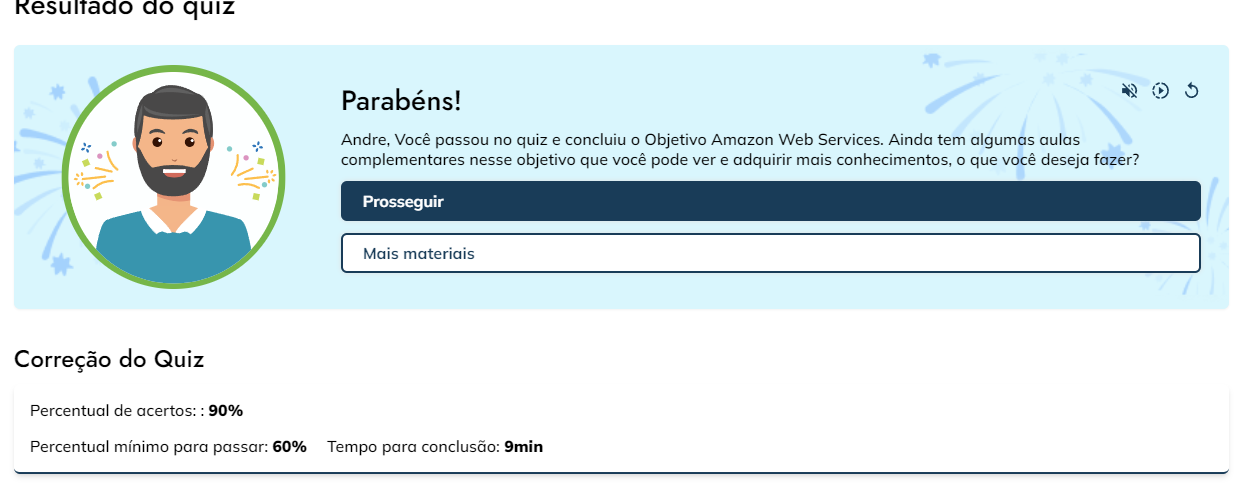 Resultado do quiz
Parabéns!
Andre, Você passou no quiz e concluiu o Objetivo Amazon Web Services. Ainda tem algumas aulas
complementares nesse objetivo que você pode ver e adquirir mais conhecimentos, o que você deseja fazer?
Prosseguir
Mais materiais
Correção do Quiz
Percentual de acertos: : 90%
Percentual mínimo para passar: 60% Tempo para conclusão: 9min